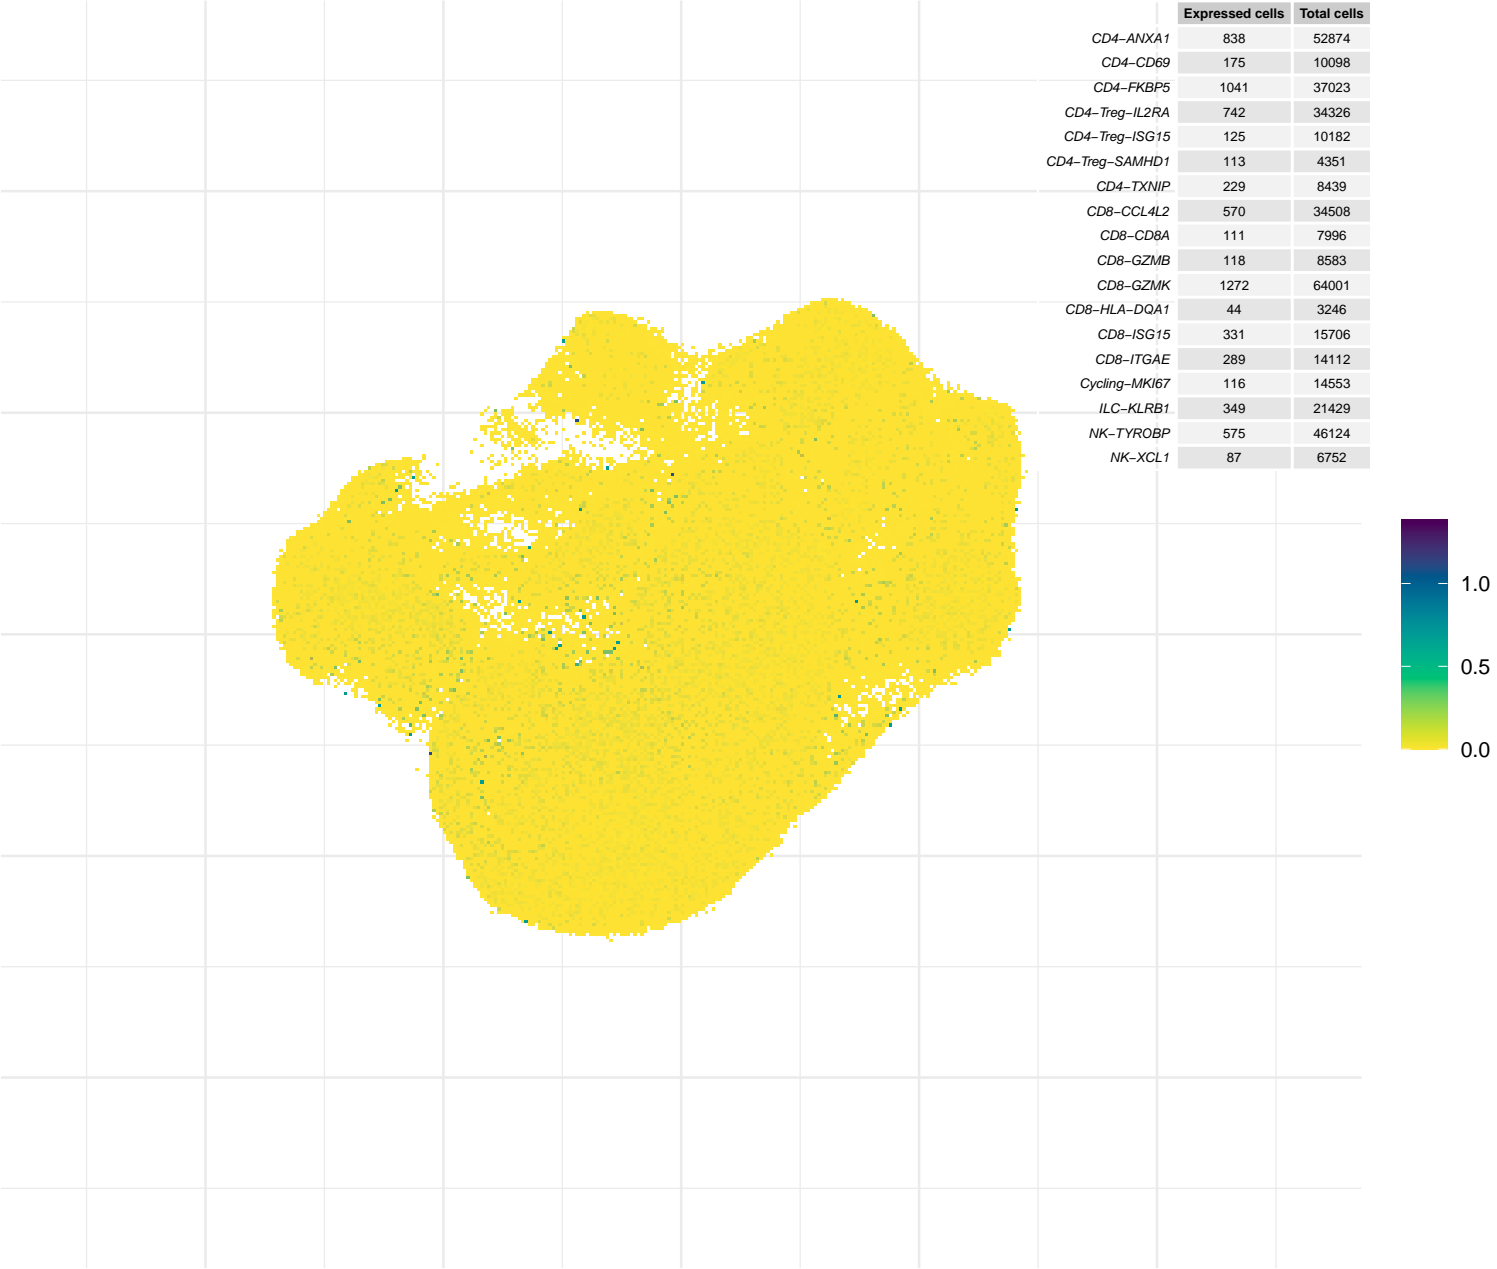 Expressed cells Total cells
CD4−ANXA1 838 52874
CD4−CD69 175 10098
CD4−FKBP5 1041 37023
CD4−Treg−IL2RA 742 34326
CD4−Treg−ISG15 125 10182
CD4−Treg−SAMHD1 113 4351
CD4−TXNIP 229 8439
CD8−CCL4L2 570 34508
CD8−CD8A 111 7996
CD8−GZMB 118 8583
CD8−GZMK 1272 64001
CD8−HLA−DQA1 44 3246
CD8−ISG15 331 15706
CD8−ITGAE 289 14112
Cycling−MKI67 116 14553
ILC−KLRB1 349 21429
NK−TYROBP 575 46124
NK−XCL1 87 6752
1.0
0.5
0.0